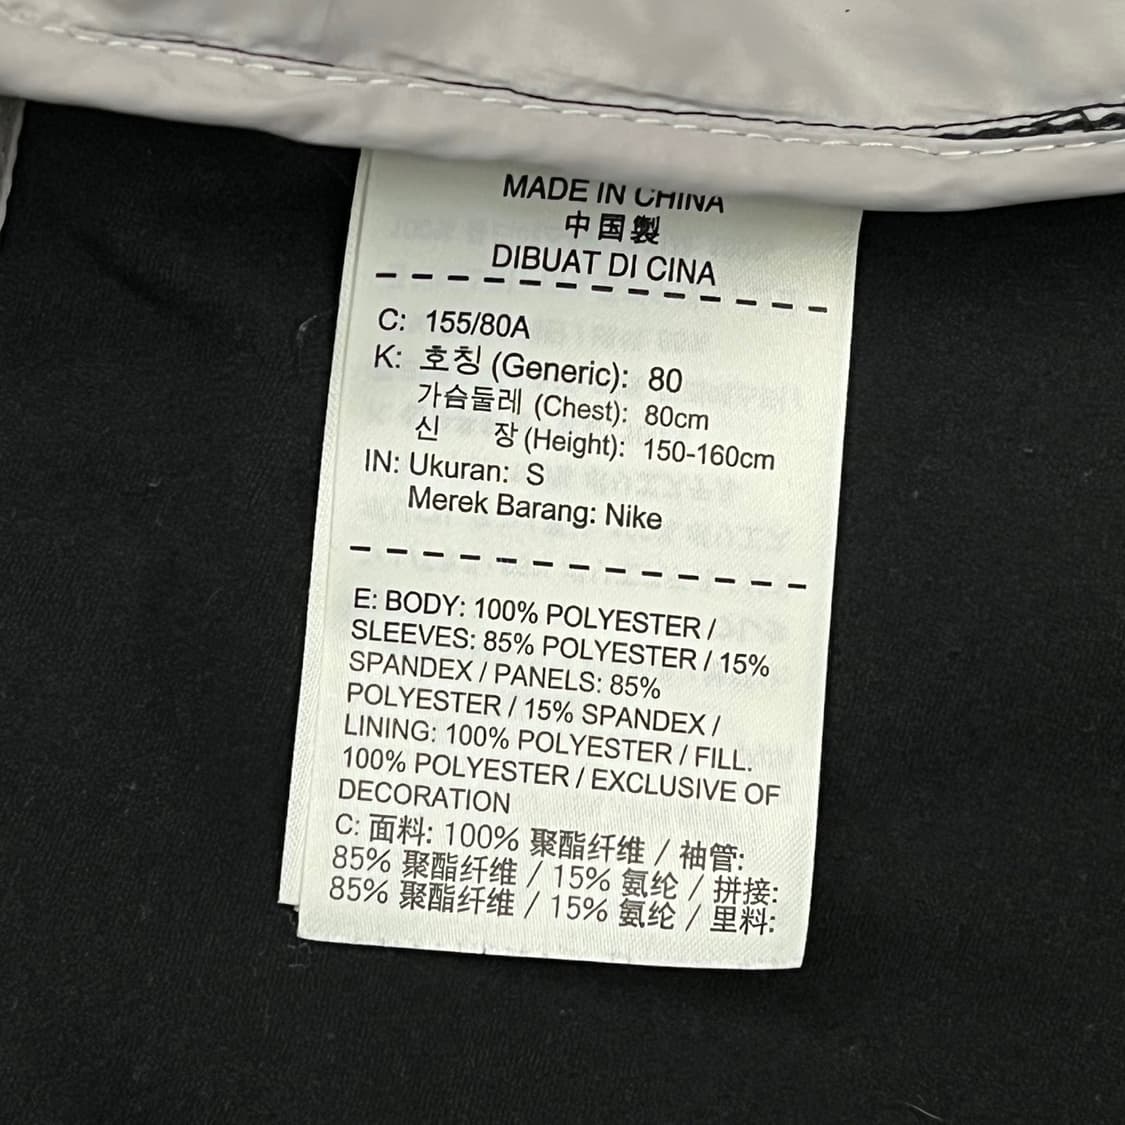 MADE IN CHINA
中国製
DIBUAT DI CINA
C: 155/80A
K: 호칭 (Generic): 80
가슴둘레 (Chest): 80cm
신 장 (Height): 150-160cm
IN: Ukuran: S
Merek Barang: Nike
E: BODY: 100% POLYESTER /
SLEEVES: 85% POLYESTER / 15%
SPANDEX / PANELS: 85%
POLYESTER / 15% SPANDEX /
LINING: 100% POLYESTER / FILL.
100% POLYESTER / EXCLUSIVE OF
DECORATION
C: 面料: 100% 聚酯纤维 / 袖管:
85% 聚酯纤维 / 15% 氨纶 / 拼接:
85% 聚酯纤维 / 15% 氨纶 / 里料: